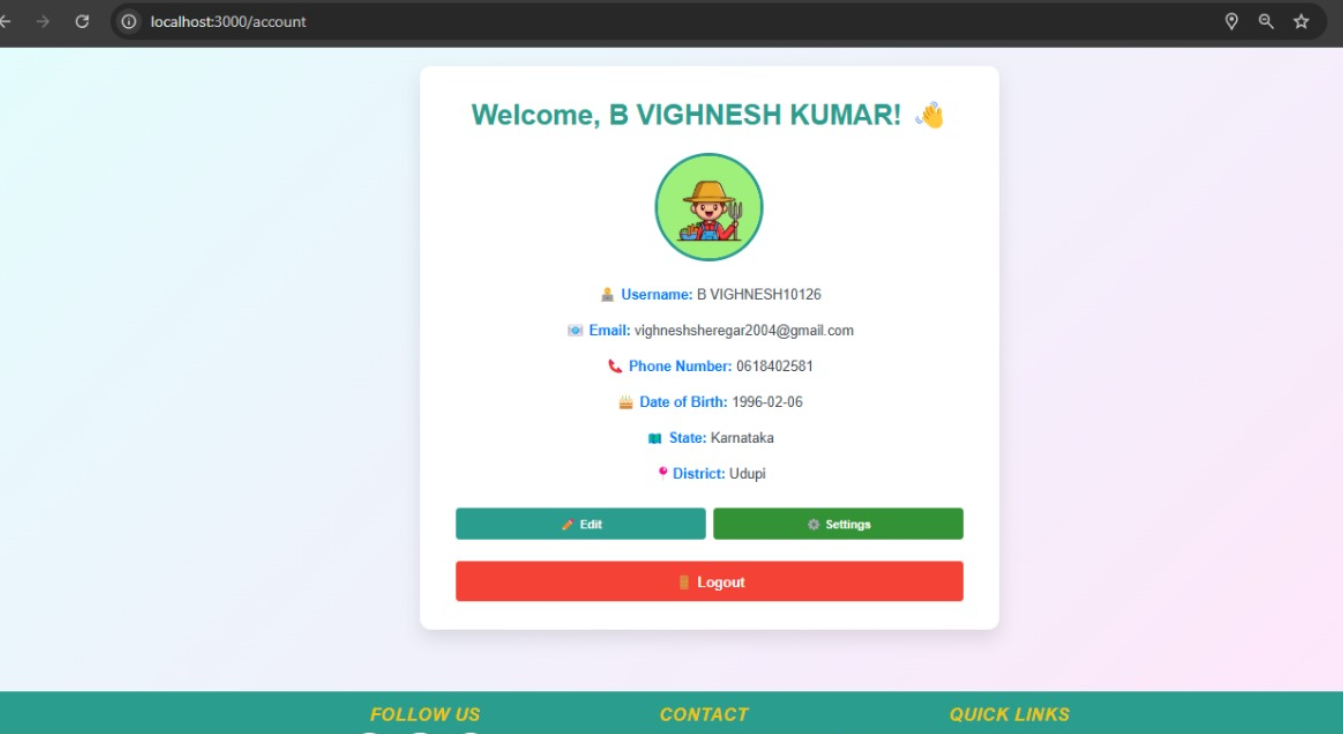 localhost:3000/account
Welcome, B VIGHNESH KUMAR! 👋
Username: B VIGHNESH10126
Email: vighneshsheregar2004@gmail.com
Phone Number: 0618402581
Date of Birth: 1996-02-06
State: Karnataka
District: Udupi
Edit
Settings
Logout
FOLLOW US
CONTACT
QUICK LINKS